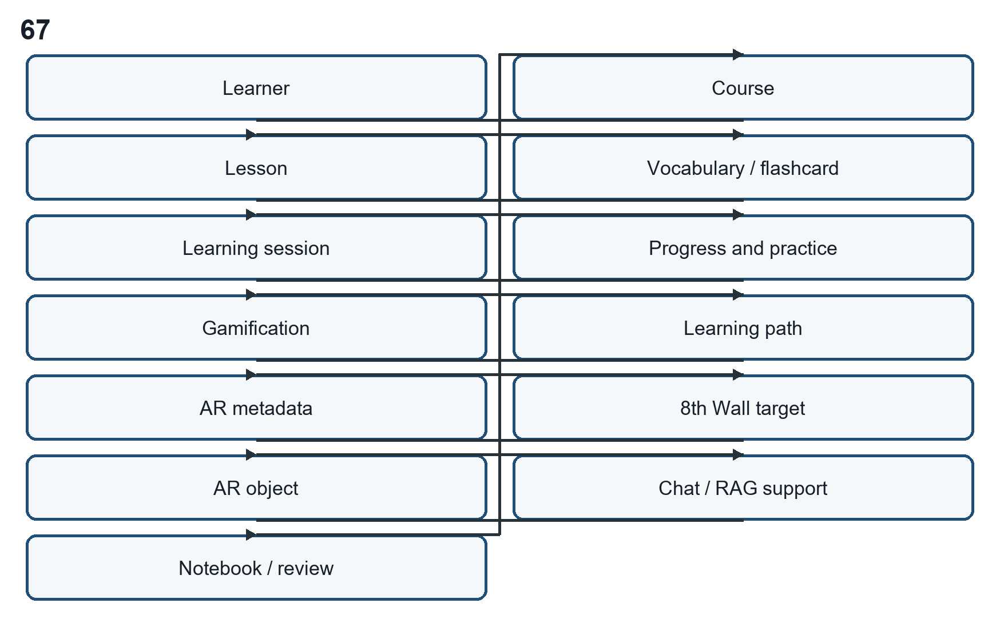 67
Learner
Course
Lesson
Vocabulary / flashcard
Learning session
Progress and practice
Gamification
Learning path
AR metadata
8th Wall target
AR object
Chat / RAG support
Notebook / review